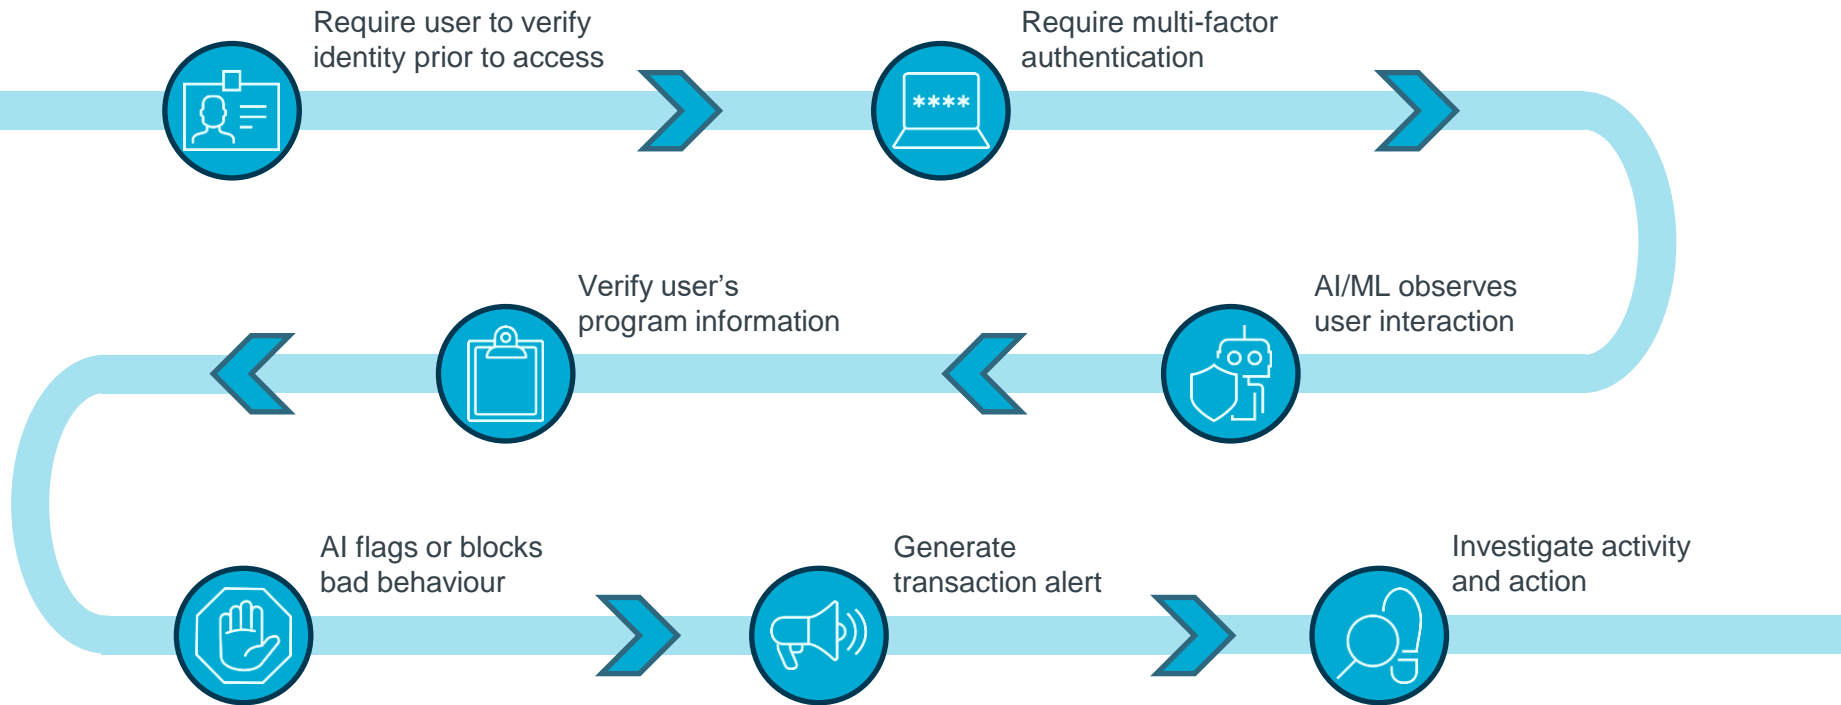 Require user to verify
identity prior to access
Require multi-factor
authentication
****
AI/ML observes
user interaction
Verify user’s
program information
AI flags or blocks
bad behaviour
Generate
transaction alert
Investigate activity
and action